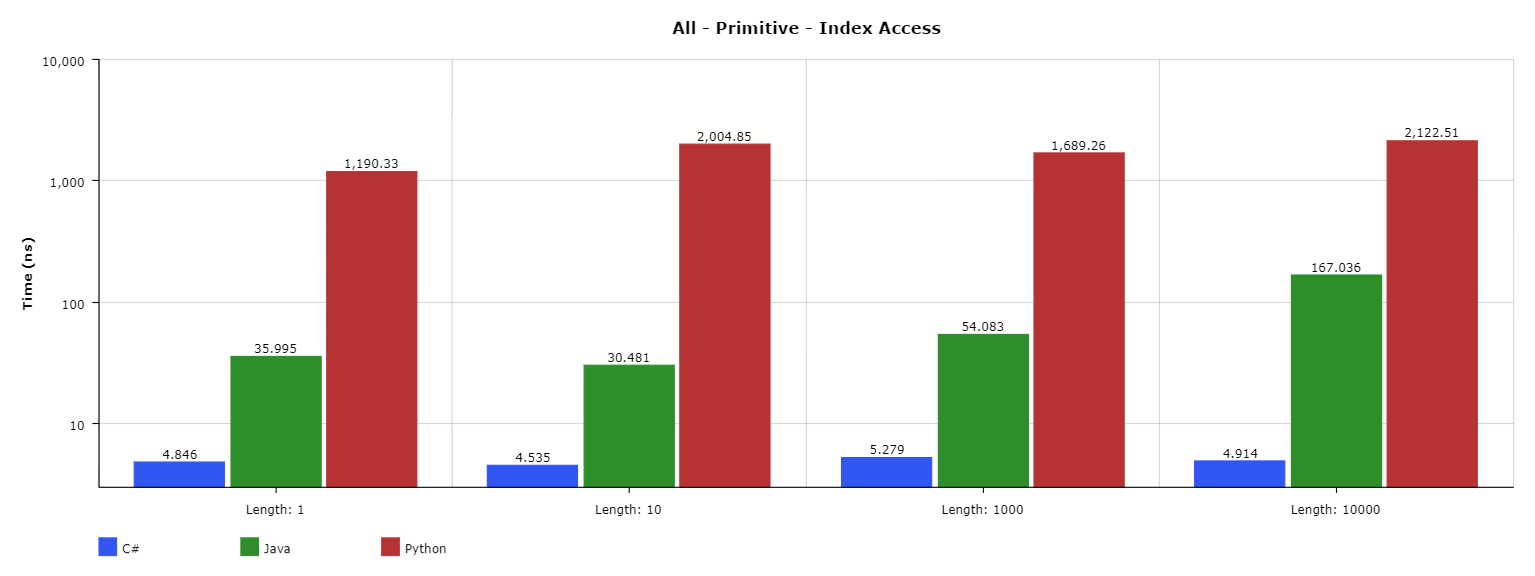 All - Primitive - Index Access
Time (ns)
10,000
1,000
100
10
4.846
35.995
1,190.33
4.535
30.481
2,004.85
5.279
54.083
1,689.26
4.914
167.036
2,122.51
Length: 1
Length: 10
Length: 1000
Length: 10000
C#
Java
Python